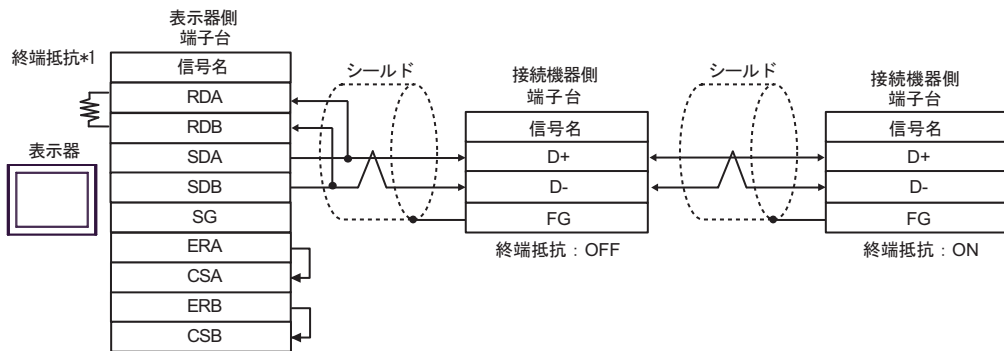 表示器側
端子台
終端抵抗*1
信号名
RDA
RDB
SDA
SDB
SG
ERA
CSA
ERB
CSB
表示器
シールド
接続機器側
端子台
信号名
D+
D-
FG
終端抵抗：OFF
シールド
接続機器側
端子台
信号名
D+
D-
FG
終端抵抗：ON